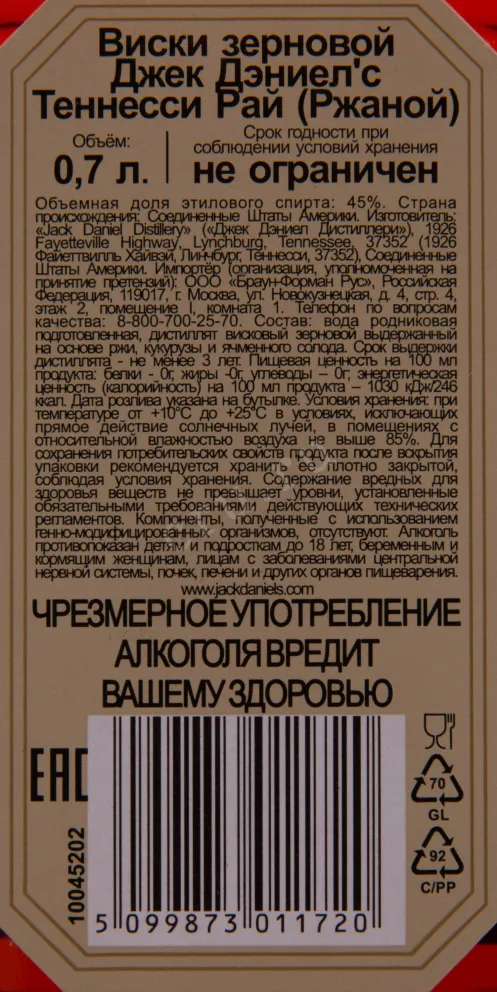 Виски зерновой
Джек Дэниел'с
Теннесси Рай (Ржаной)
Объём:
0,7 л.
Срок годности при
соблюдении условий хранения
не ограничен
Объемная доля этилового спирта: 45%. Страна
происхождения: Соединенные Штаты Америки. Изготовитель:
«Jack Daniel Distillery» («Джек Дэниел Дистиллери»), 1926
Fayetteville Highway, Lynchburg, Tennessee, 37352 (1926
Файеттвилль Хайвэй, Линчбург, Теннесси, 37352), Соединенные
Штаты Америки. Импортёр (организация, уполномоченная на
принятие претензий): ООО «Браун-Форман Рус», Российская
Федерация, 119017, г. Москва, ул. Новокузнецкая, д. 4, стр. 4,
этаж 2, помещение I, комната 1. Телефон по вопросам
качества: 8-800-700-25-70. Состав: вода родниковая
подготовленная, дистиллят висковый зерновой выдержанный
на основе ржи, кукурузы и ячменного солода. Срок выдержки
дистиллята - не менее 3 лет. Пищевая ценность на 100 мл
продукта: белки - 0г, жиры -0г, углеводы – 0г; энергетическая
ценность (калорийность) на 100 мл продукта – 1030 кДж/246
ккал. Дата розлива указана на бутылке. Условия хранения: при
температуре от +10°C до +25°C в условиях, исключающих
прямое действие солнечных лучей, в помещениях с
относительной влажностью воздуха не выше 85%. Для
сохранения потребительских свойств продукта после вскрытия
упаковки рекомендуется хранить её плотно закрытой,
соблюдая условия хранения. Содержание вредных для
здоровья веществ не превышает уровни, установленные
обязательными требованиями действующих технических
регламентов. Компоненты, полученные с использованием
генно-модифицированных организмов, отсутствуют. Алкоголь
противопоказан детям и подросткам до 18 лет, беременным и
кормящим женщинам, лицам с заболеваниями центральной
нервной системы, почек, печени и других органов пищеварения.
www.jackdaniels.com
ЧРЕЗМЕРНОЕ УПОТРЕБЛЕНИЕ
АЛКОГОЛЯ ВРЕДИТ
ВАШЕМУ ЗДОРОВЬЮ
EAC
70
GL
92
C/PP
10045202
5 099873 011720